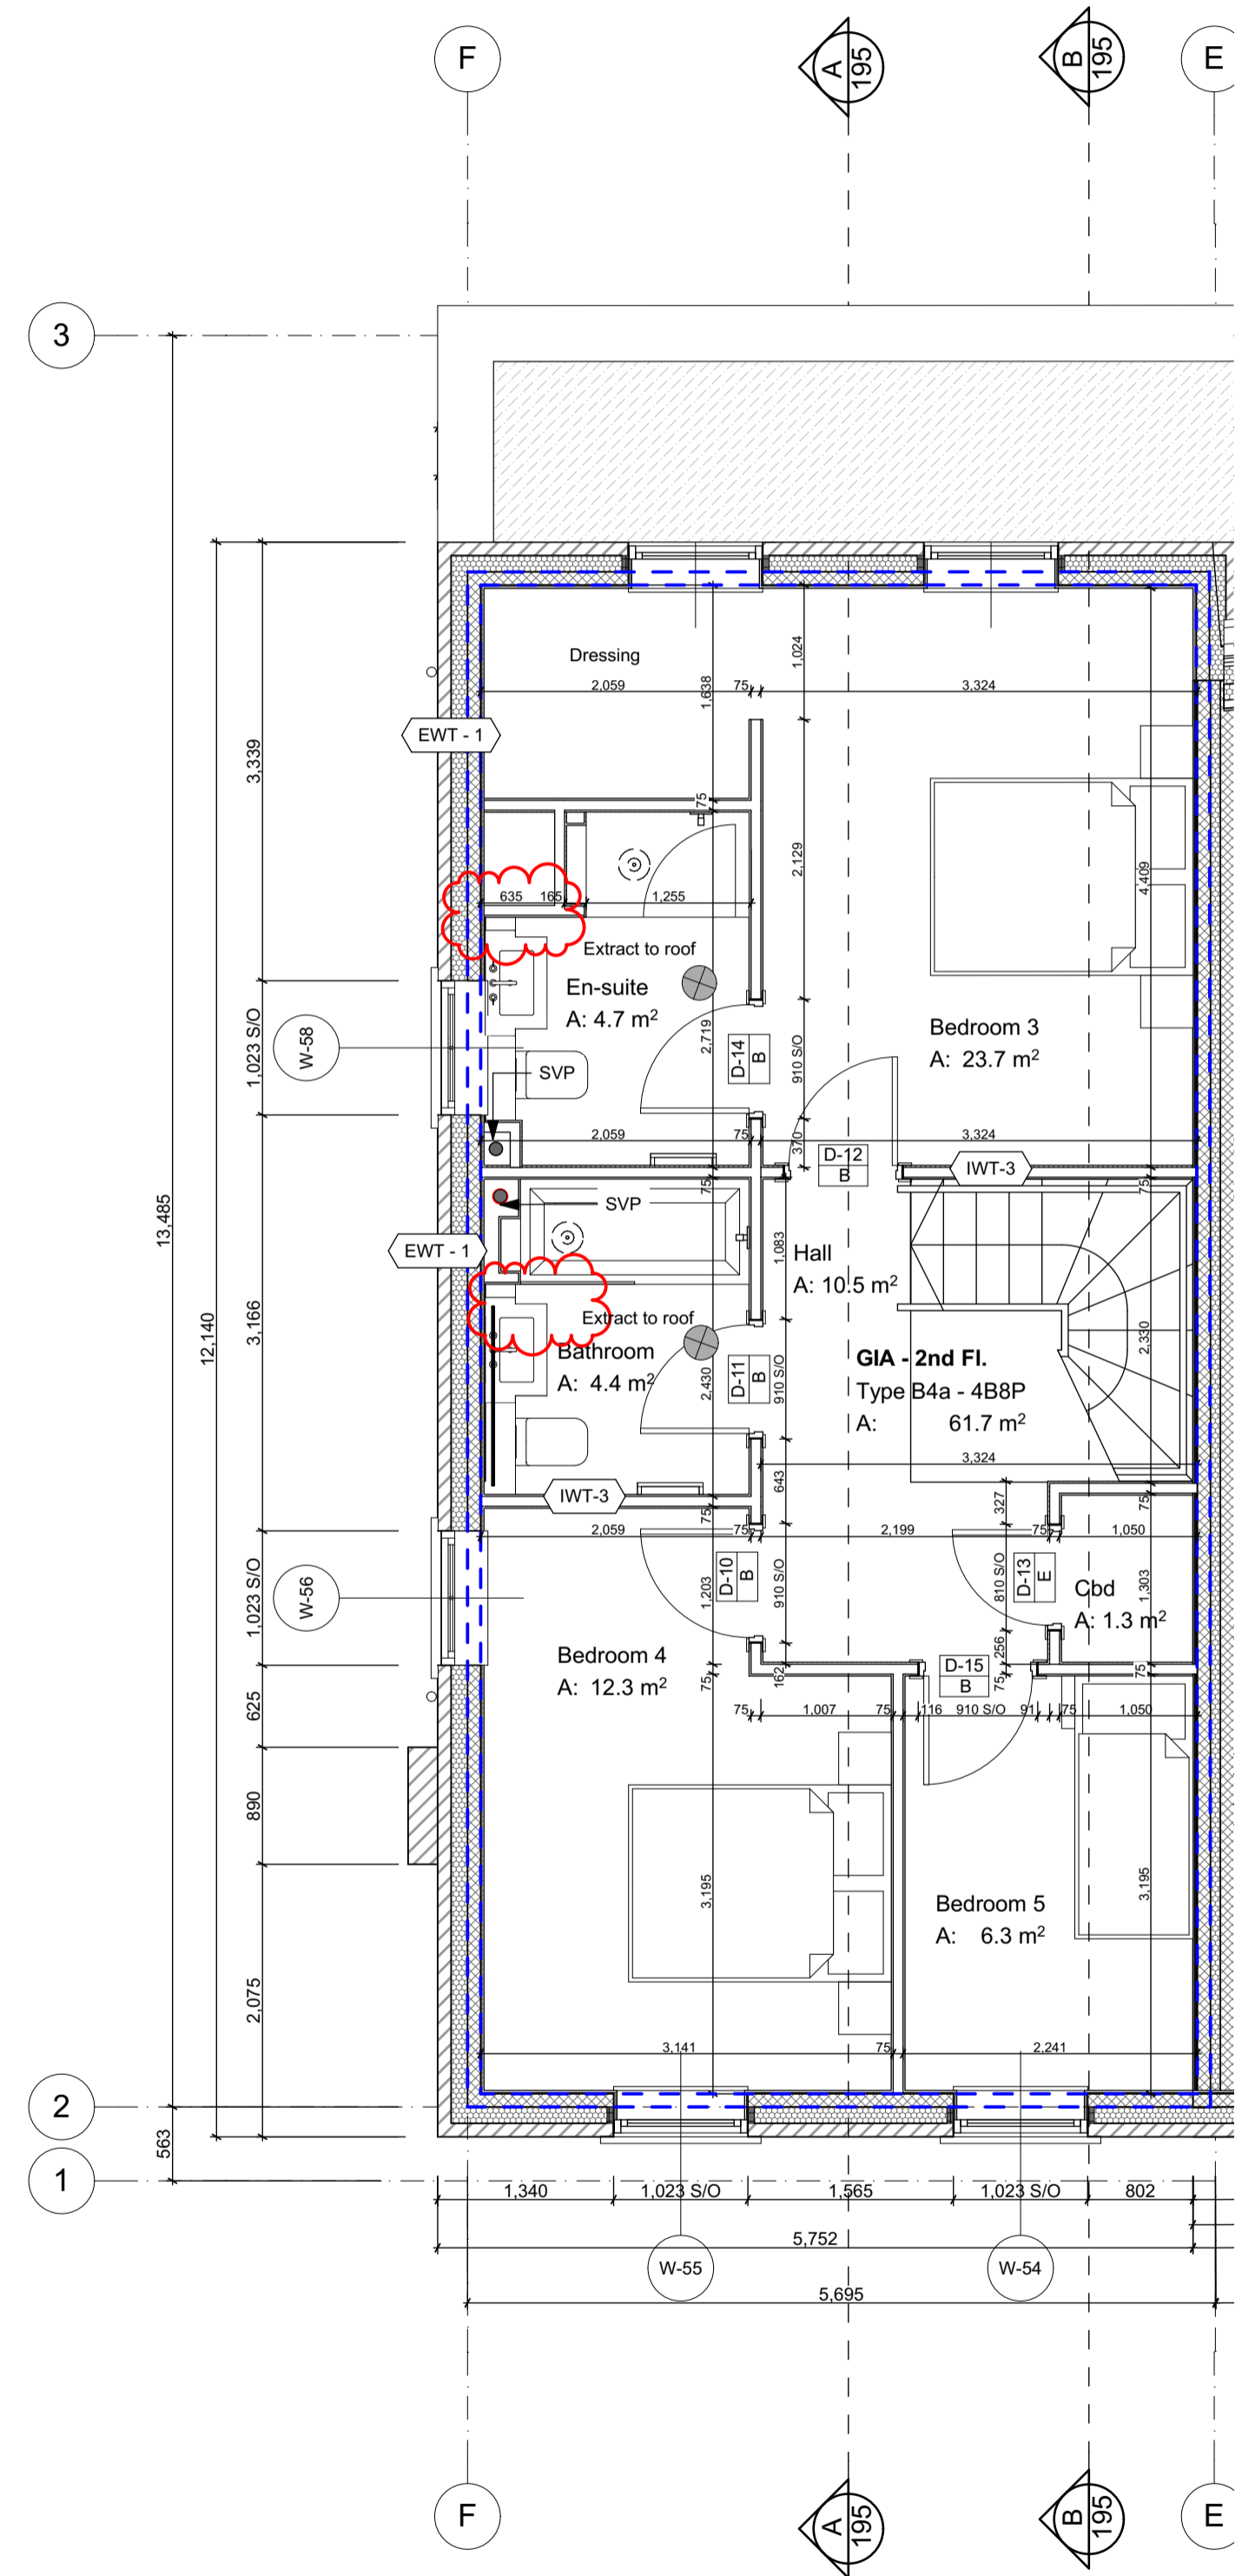 F
A
195
B
195
E
3
Dressing
2,059
75
1,638
1,024
3,324
EWT - 1
3,339
75
2,129
4,409
635
165
1,255
Extract to roof
En-suite
A: 4.7 m²
Bedroom 3
A: 23.7 m²
1,023 S/O
W-58
2,719
D-14
B
910 S/O
SVP
2,059
75
370
3,324
D-12
B
IWT-3
75
75
SVP
13,485
12,140
3,166
EWT - 1
1,083
Hall
A: 10.5 m²
Extract to roof
Bathroom
A: 4.4 m²
2,430
D-11
B
910 S/O
2,330
GIA - 2nd Fl.
Type B4a - 4B8P
A: 61.7 m²
3,324
643
327
IWT-3
75
75
2,059
75
2,199
75
1,050
1,023 S/O
W-56
1,203
D-10
B
910 S/O
810 S/O
D-13
E
Cbd
A: 1.3 m²
1,303
256
Bedroom 4
A: 12.3 m²
75
162
D-15
B
75
75
625
75
1,007
75
116
910 S/O
91
75
1,050
890
3,195
Bedroom 5
A: 6.3 m²
3,195
2,075
3,141
75
2,241
2
563
1
1,340
1,023 S/O
1,565
1,023 S/O
802
5,752
W-55
W-54
5,695
F
A
195
B
195
E